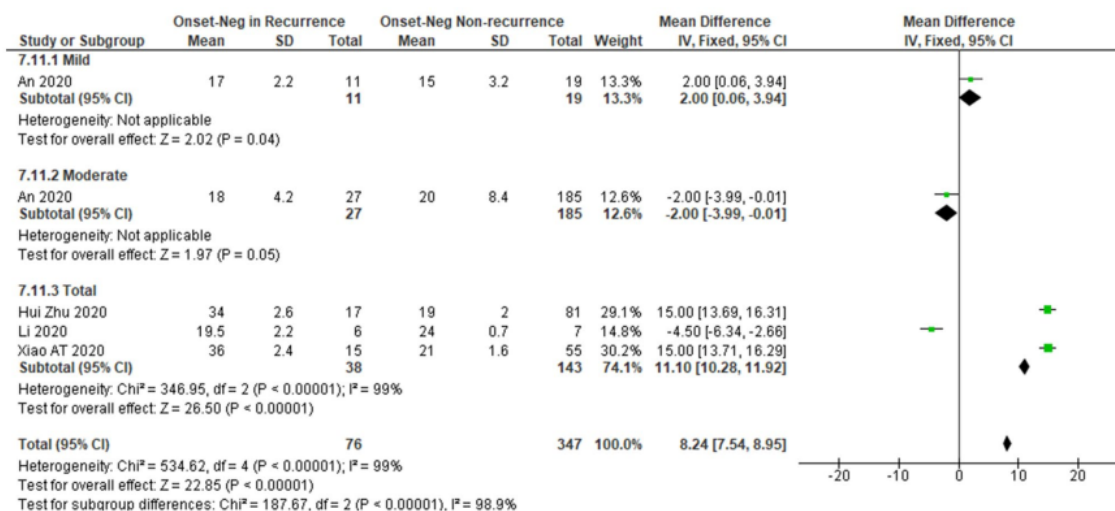 Onset-Neg in Recurrence Onset-Neg Non-recurrence Mean Difference Mean Difference
Study or Subgroup Mean SD Total Mean SD Total Weight IV, Fixed, 95% CI IV, Fixed, 95% CI
7.11.1 Mild
An 2020 17 2.2 11 15 3.2 19 13.3% 2.00 [0.06, 3.94]
Subtotal (95% CI) 11 19 13.3% 2.00 [0.06, 3.94]
Heterogeneity: Not applicable
Test for overall effect: Z = 2.02 (P = 0.04)
7.11.2 Moderate
An 2020 18 4.2 27 20 8.4 185 12.6% -2.00 [-3.99, -0.01]
Subtotal (95% CI) 27 185 12.6% -2.00 [-3.99, -0.01]
Heterogeneity: Not applicable
Test for overall effect: Z = 1.97 (P = 0.05)
7.11.3 Total
Hui Zhu 2020 34 2.6 17 19 2 81 29.1% 15.00 [13.69, 16.31]
Li 2020 19.5 2.2 6 24 0.7 7 14.8% -4.50 [-6.34, -2.66]
Xiao AT 2020 36 2.4 15 21 1.6 55 30.2% 15.00 [13.71, 16.29]
Subtotal (95% CI) 38 143 74.1% 11.10 [10.28, 11.92]
Heterogeneity: Chi² = 346.95, df = 2 (P < 0.00001); I² = 99%
Test for overall effect: Z = 26.50 (P < 0.00001)
Total (95% CI) 76 347 100.0% 8.24 [7.54, 8.95]
Heterogeneity: Chi² = 534.62, df = 4 (P < 0.00001); I² = 99%
Test for overall effect: Z = 22.85 (P < 0.00001)
Test for subgroup differences: Chi² = 187.67, df = 2 (P < 0.00001), I² = 98.9%
-20 -10 0 10 20